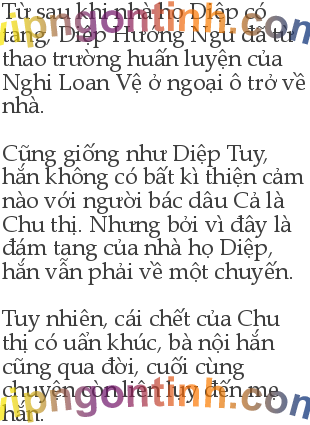 Từ sau khi nhà họ Diệp có
tang, Diệp Hướng Ngu đã từ
thao trường huấn luyện của
Nghi Loan Vệ ở ngoại ô trở về
nhà.
Cũng giống như Diệp Tuy,
hắn không có bất kì thiện cảm
nào với người bác dâu Cả là
Chu thị. Nhưng bởi vì đây là
đám tang của nhà họ Diệp,
hắn vẫn phải về một chuyến.
Tuy nhiên, cái chết của Chu
thị có uẩn khúc, bà nội hắn
cũng qua đời, cuối cùng
chuyện còn liên lụy đến mẹ
hắn.
vupngontinh.com
vupngontinh.com